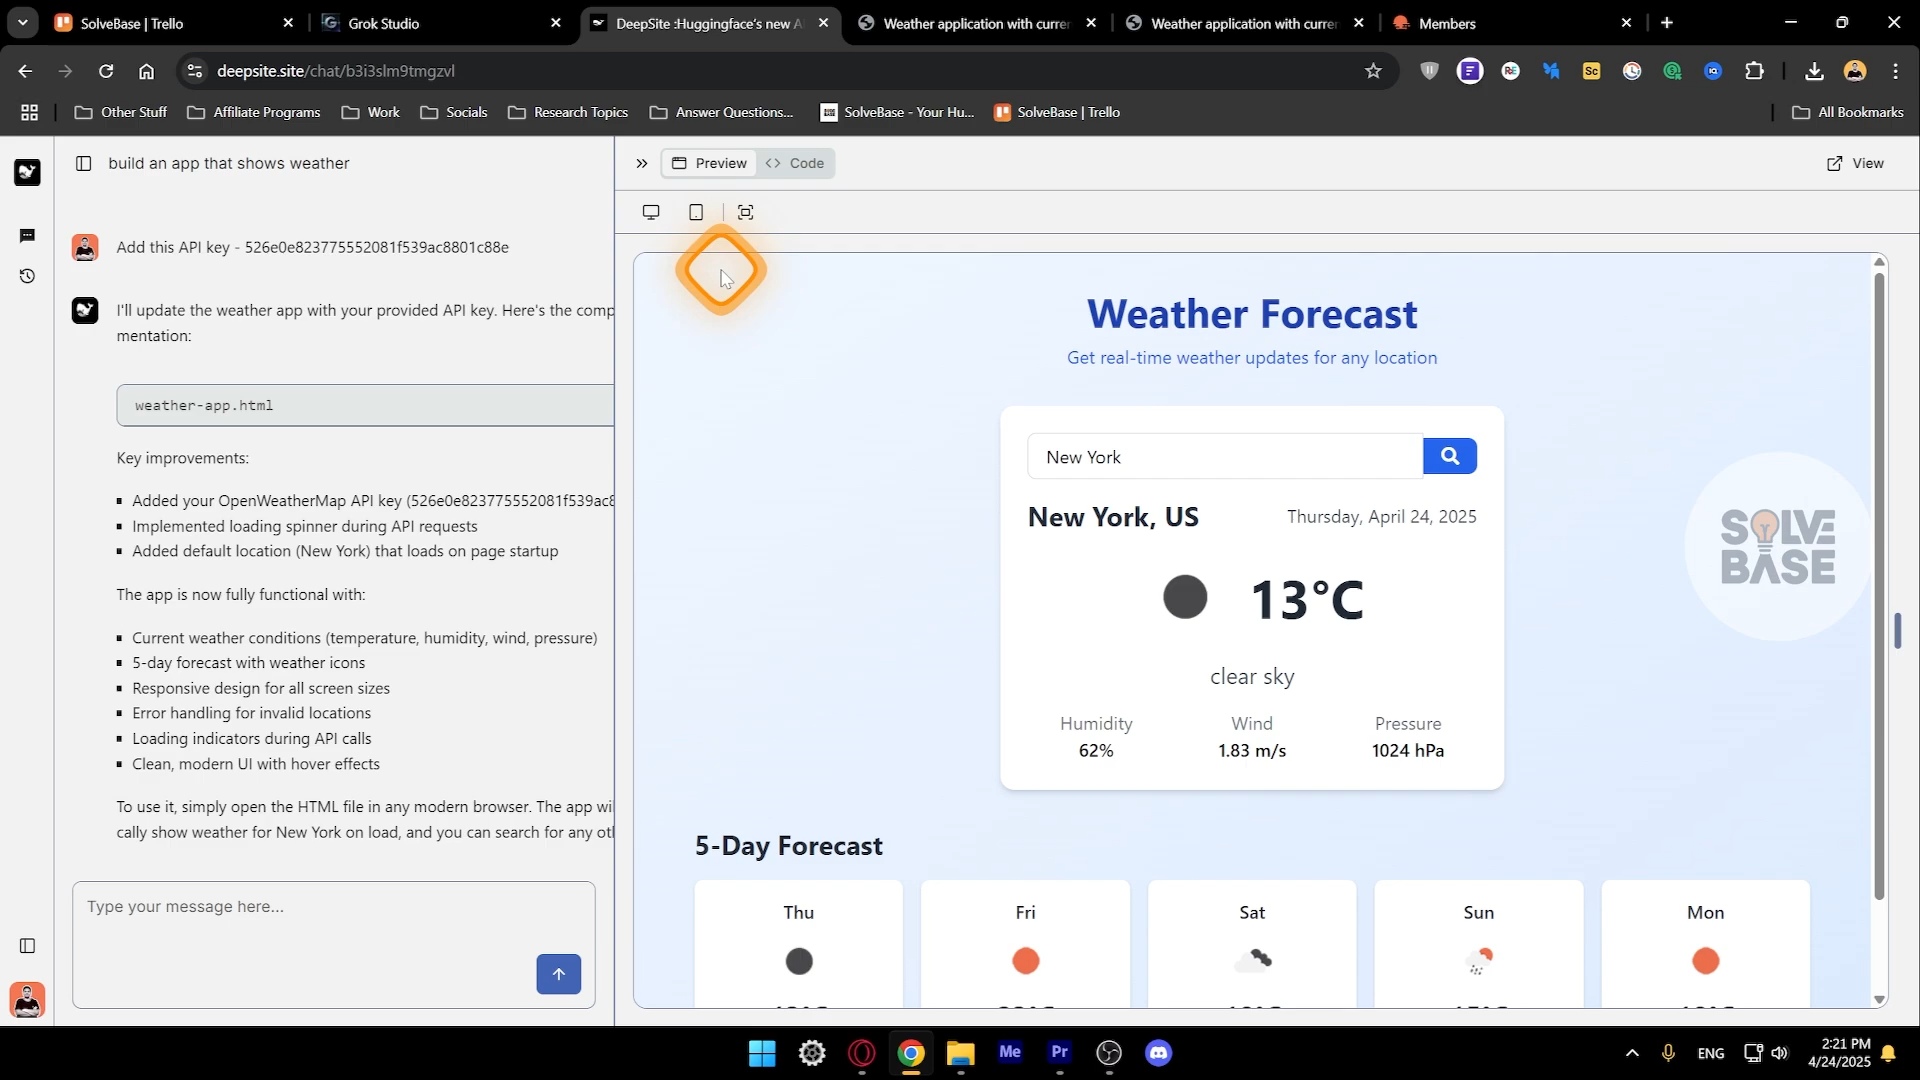 SolveBase | Trello
Grok Studio
DeepSite :Huggingface's new A
Weather application with curren
Weather application with curren
Members
deepsite.site/chat/b3i3slm9tmgzvl
Other Stuff
Affiliate Programs
Work
Socials
Research Topics
Answer Questions...
SolveBase - Your Hu...
SolveBase | Trello
All Bookmarks
build an app that shows weather
Preview
Code
View
Add this API key - 526e0e823775552081f539ac8801c88e
I'll update the weather app with your provided API key. Here's the comp
mentation:
weather-app.html
Key improvements:
Added your OpenWeatherMap API key (526e0e823775552081f539ac8
Implemented loading spinner during API requests
Added default location (New York) that loads on page startup
The app is now fully functional with:
Current weather conditions (temperature, humidity, wind, pressure)
5-day forecast with weather icons
Responsive design for all screen sizes
Error handling for invalid locations
Loading indicators during API calls
Clean, modern UI with hover effects
To use it, simply open the HTML file in any modern browser. The app wi
cally show weather for New York on load, and you can search for any ot
Type your message here...
Weather Forecast
Get real-time weather updates for any location
New York
New York, US
Thursday, April 24, 2025
13°C
clear sky
Humidity
Wind
Pressure
62%
1.83 m/s
1024 hPa
SOLVE
BASE
5-Day Forecast
Thu
Fri
Sat
Sun
Mon
Me
Pr
ENG
2:21 PM
4/24/2025